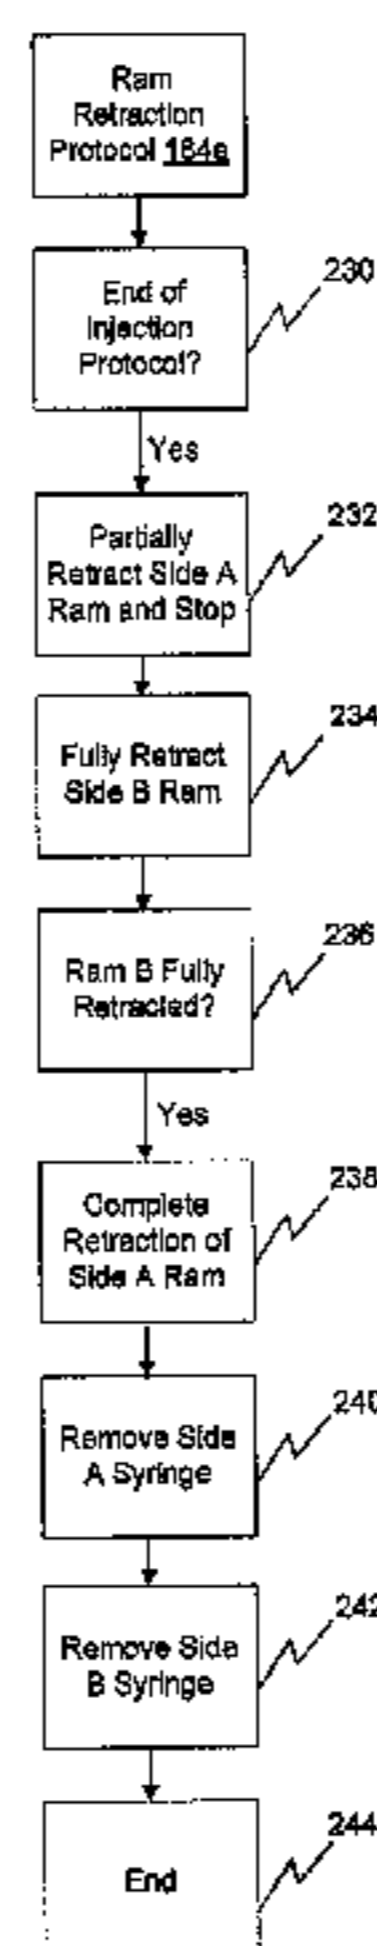 Ram
Retraction
Protocol 164a
230
End of
Injection
Protocol?
Yes
232
Partially
Retract Side A
Ram and Stop
234
Fully Retract
Side B Ram
236
Ram B Fully
Retracted?
Yes
238
Complete
Retraction of
Side A Ram
240
Remove Side
A Syringe
242
Remove Side
B Syringe
244
End